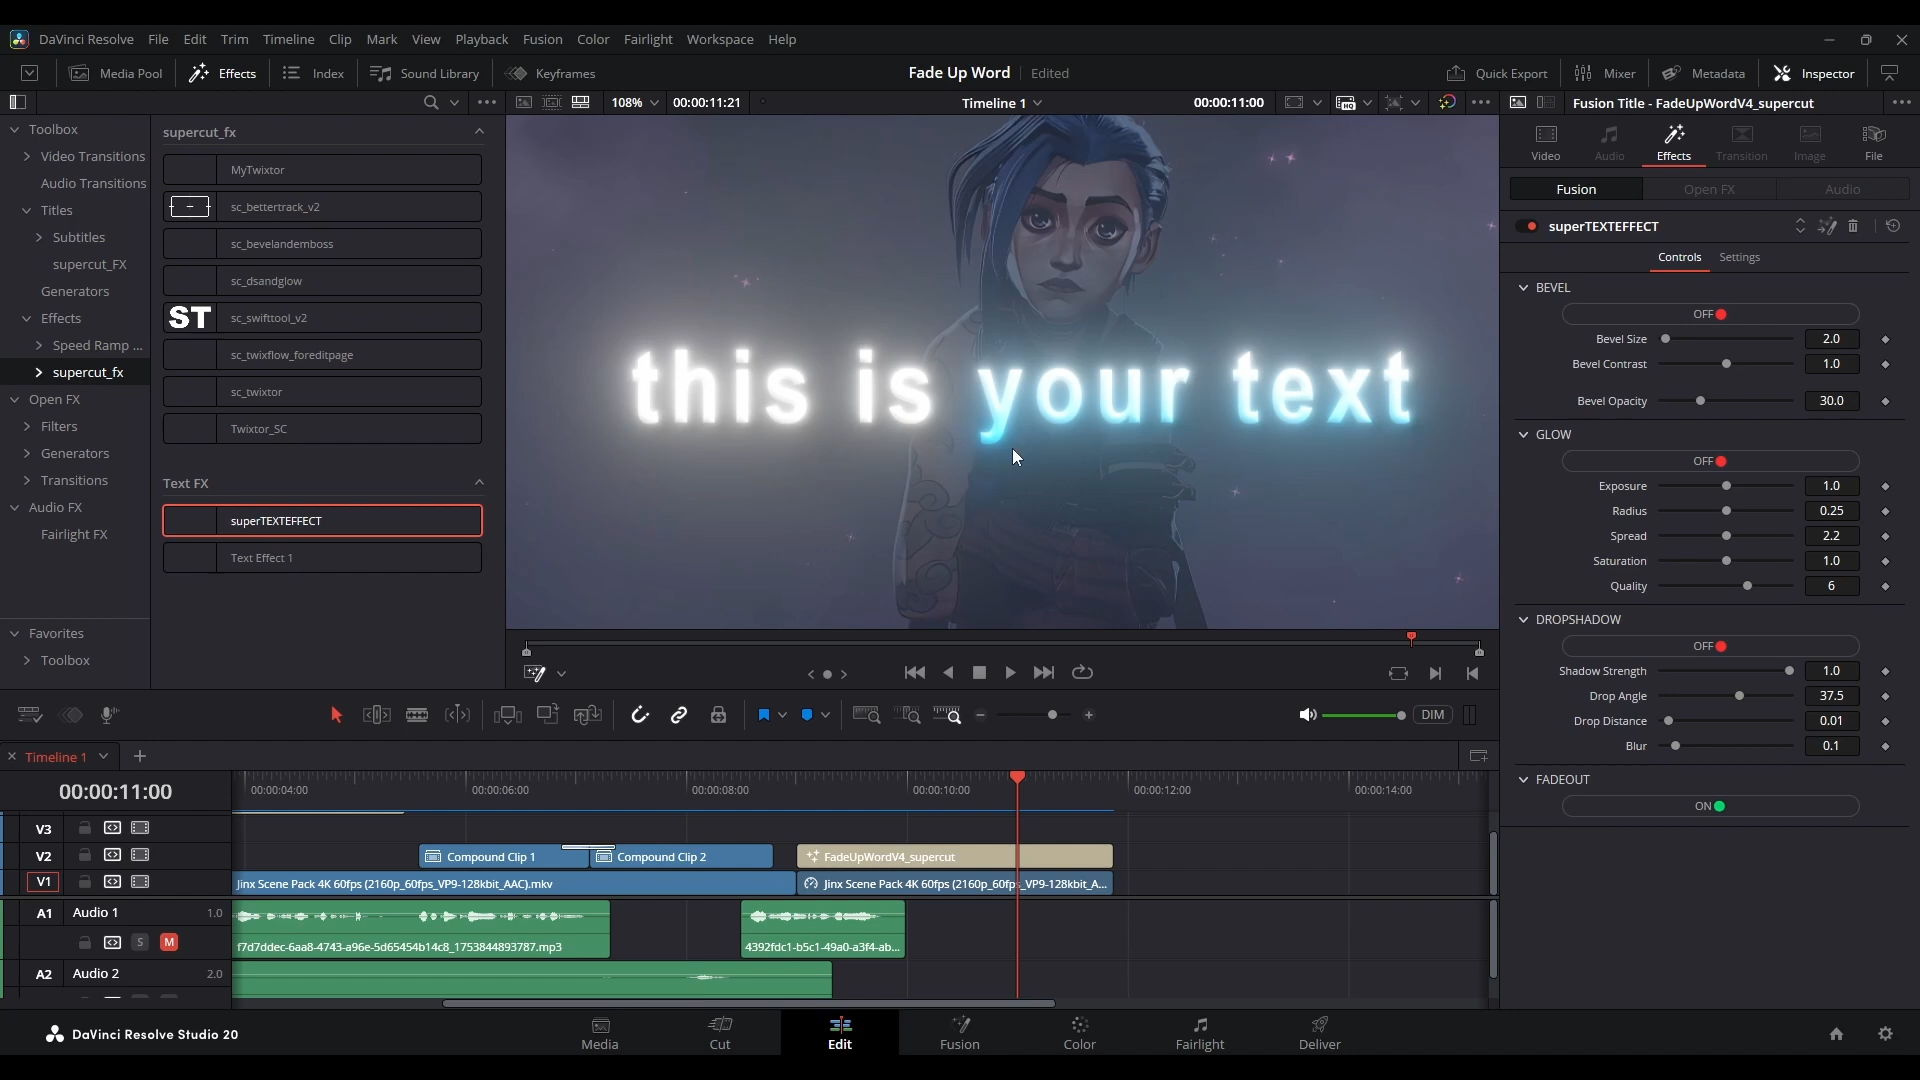 DaVinci Resolve File Edit Trim Timeline Clip Mark View Playback Fusion Color Fairlight Workspace Help
Media Pool Effects Index Sound Library Keyframes Fade Up Word Edited Quick Export Mixer Metadata Inspector
108% 00:00:11:21 Timeline 1 00:00:11:00 Fusion Title - FadeUpWordV4_supercut
Toolbox
Video Transitions
Audio Transitions
Titles
Subtitles
supercut_FX
Generators
Effects
Speed Ramp ...
supercut_fx
Open FX
Filters
Generators
Transitions
Audio FX
Fairlight FX
Favorites
Toolbox
supercut_fx
MyTwixtor
sc_bettertrack_v2
sc_bevelandemboss
sc_dsandglow
ST sc_swifttool_v2
sc_twixflow_foreditpage
sc_twixtor
Twixtor_SC
Text FX
superTEXTEFFECT
Text Effect 1
this is your text
Video Audio Effects Transition Image File
Fusion Open FX Audio
superTEXTEFFECT
Controls Settings
BEVEL
OFF
Bevel Size 2.0
Bevel Contrast 1.0
Bevel Opacity 30.0
GLOW
OFF
Exposure 1.0
Radius 0.25
Spread 2.2
Saturation 1.0
Quality 6
DROPSHADOW
OFF
Shadow Strength 1.0
Drop Angle 37.5
Drop Distance 0.01
Blur 0.1
FADEOUT
ON
DIM
Timeline 1
00:00:11:00 00:00:04:00 00:00:06:00 00:00:08:00 00:00:10:00 00:00:12:00 00:00:14:00
V3
V2 Compound Clip 1 Compound Clip 2 FadeUpWordV4_supercut
V1 Jinx Scene Pack 4K 60fps (2160p_60fps_VP9-128kbit_AAC).mkv Jinx Scene Pack 4K 60fps (2160p_60fps_VP9-128kbit_A...
A1 Audio 1 1.0
S M f7d7ddec-6aa8-4743-a96e-5d65454b14c8_1753844893787.mp3 4392fdc1-b5c1-49a0-a3f4-ab...
A2 Audio 2 2.0
DaVinci Resolve Studio 20 Media Cut Edit Fusion Color Fairlight Deliver